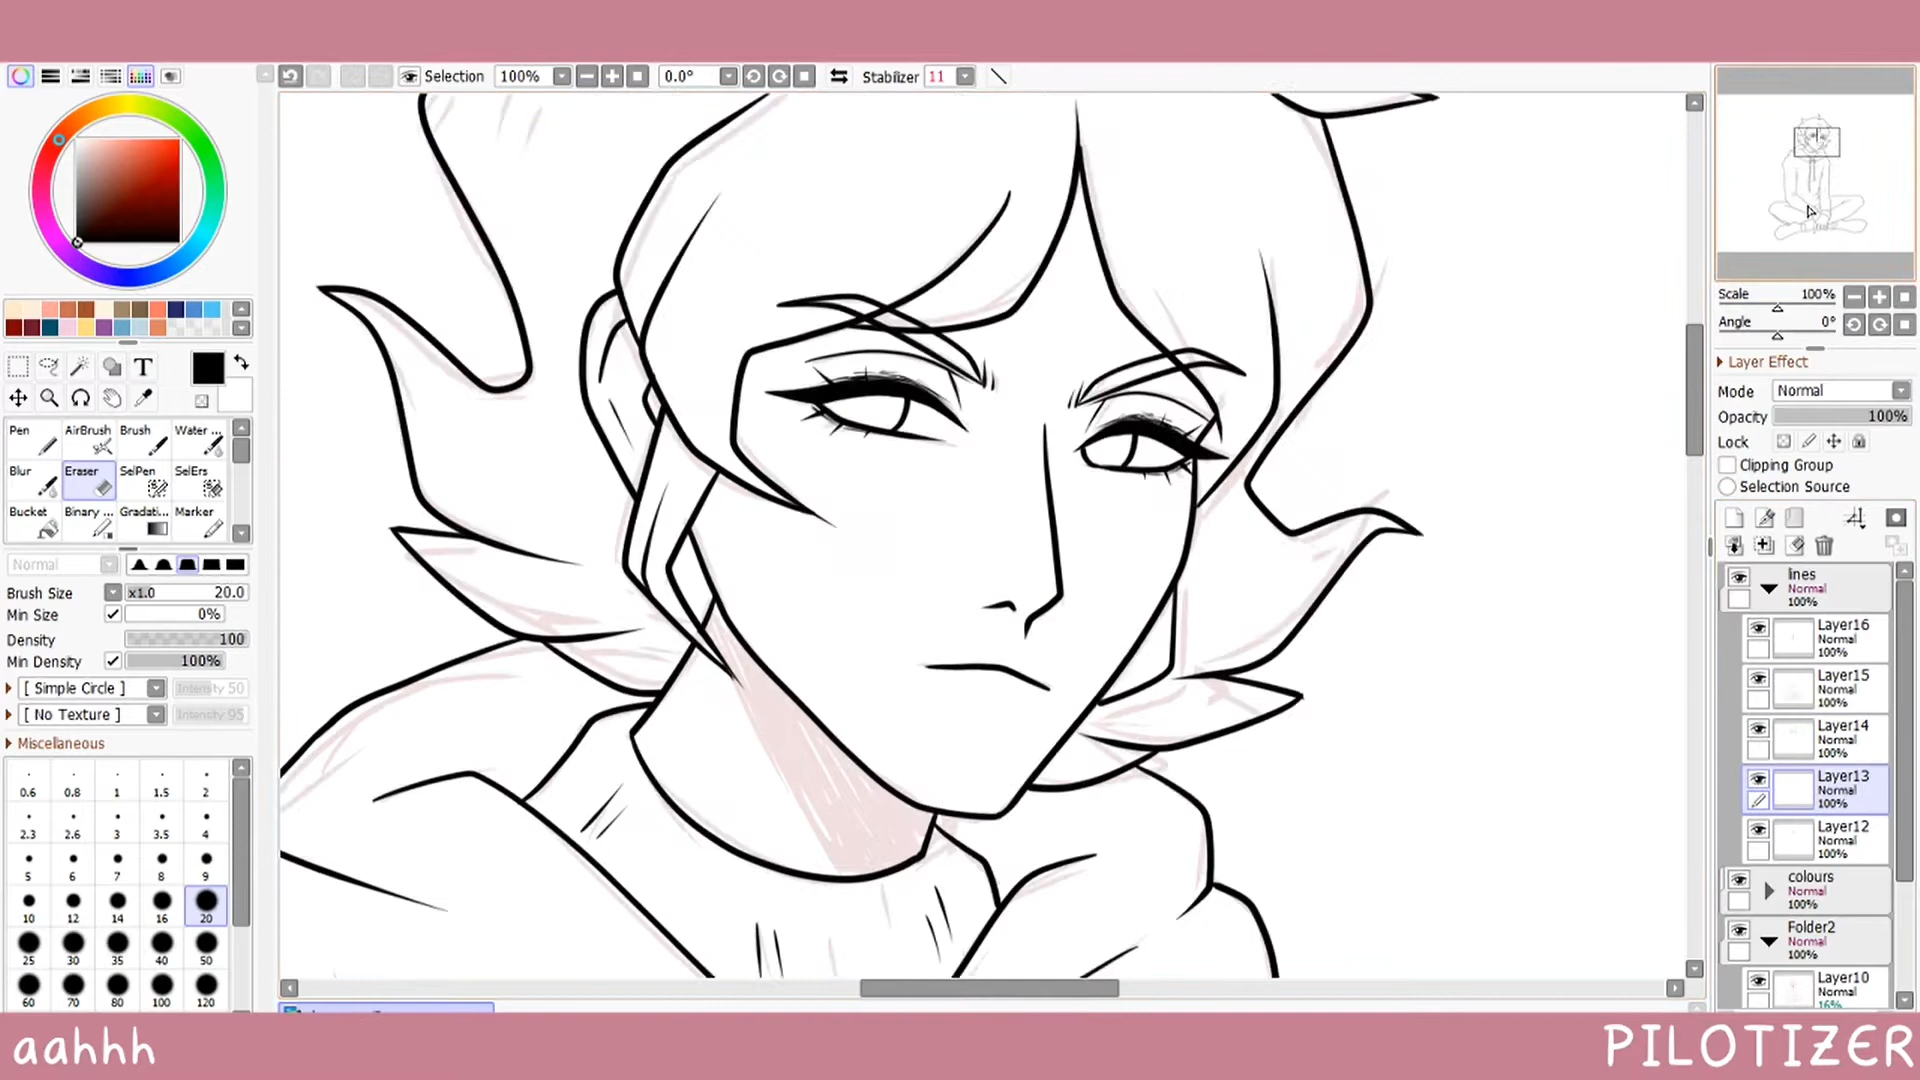 Selection 100% 0.0° Stabilizer 11
Scale 100%
Angle 0°
Layer Effect
Mode Normal
Opacity 100%
Lock
Clipping Group
Selection Source
T
Pen AirBrush Brush Water ...
Blur Eraser SelPen SelErs
Bucket Binary ... Gradati... Marker
Normal
Brush Size x1.0 20.0
Min Size 0%
Density 100
Min Density 100%
[ Simple Circle ] Intensity 50
[ No Texture ] Intensity 95
Miscellaneous
0.6 0.8 1 1.5 2
2.3 2.6 3 3.5 4
5 6 7 8 9
10 12 14 16 20
25 30 35 40 50
60 70 80 100 120
lines
Normal
100%
Layer16
Normal
100%
Layer15
Normal
100%
Layer14
Normal
100%
Layer13
Normal
100%
Layer12
Normal
100%
colours
Normal
100%
Folder2
Normal
100%
Layer10
Normal
16%
aahhh
PILOTIZER